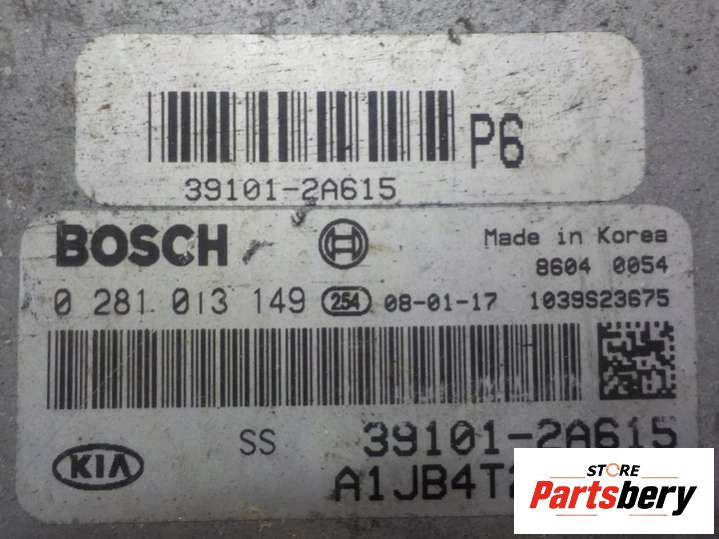 P6
39101-2A615
BOSCH
Made in Korea
8604 0054
0 281 013 149 254 08-01-17 1039S23675
SS 39101-2A615
KIA
STORE
Partsbery